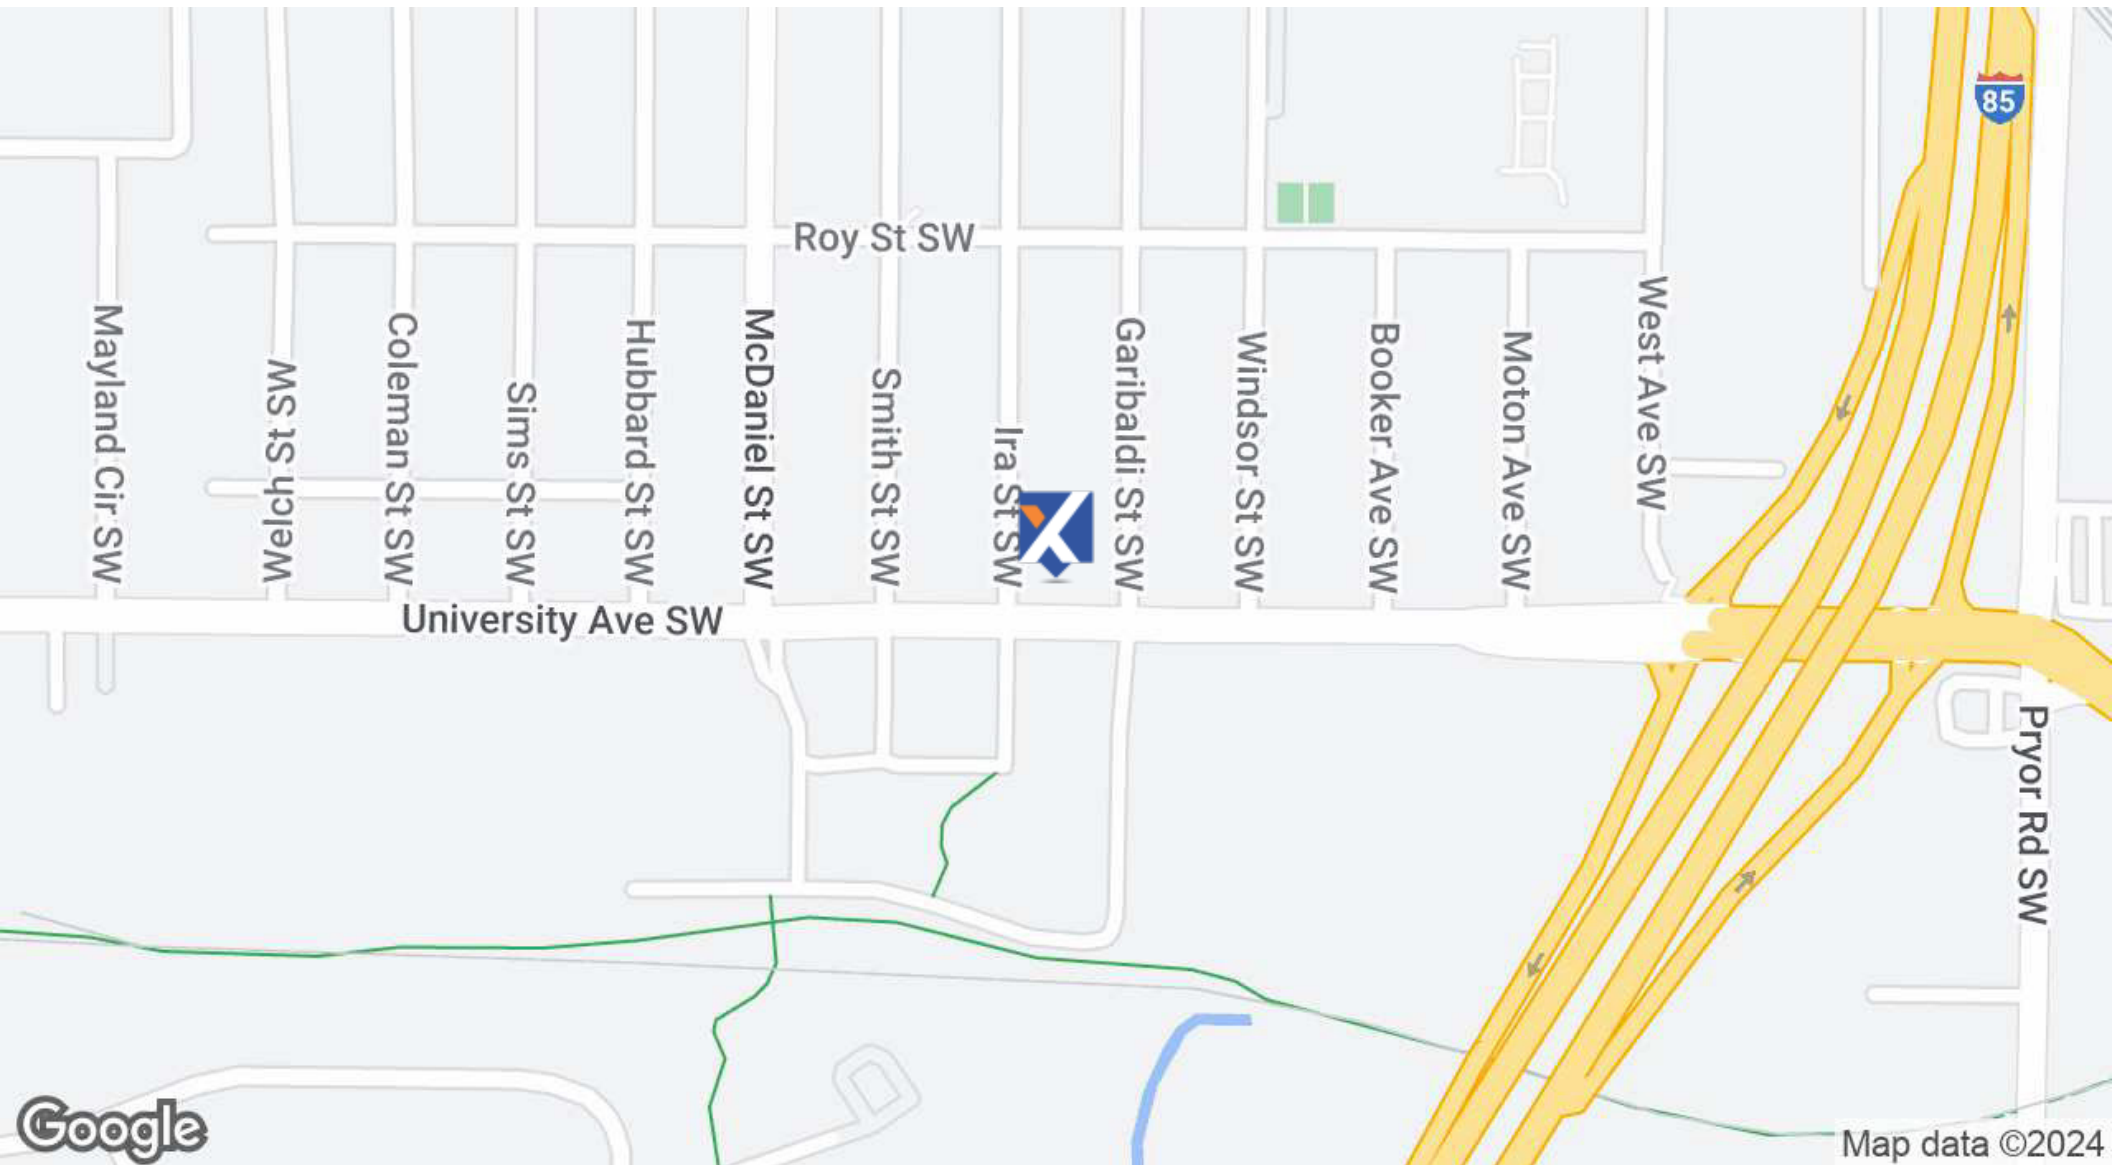 85
Roy St SW
Mayland Cir SW
Welch St SW
Coleman St SW
Sims St SW
Hubbard St SW
McDaniel St SW
Smith St SW
Ira St SW
Garibaldi St SW
Windsor St SW
Booker Ave SW
Moton Ave SW
West Ave SW
University Ave SW
Pryor Rd SW
Google
Map data ©2024